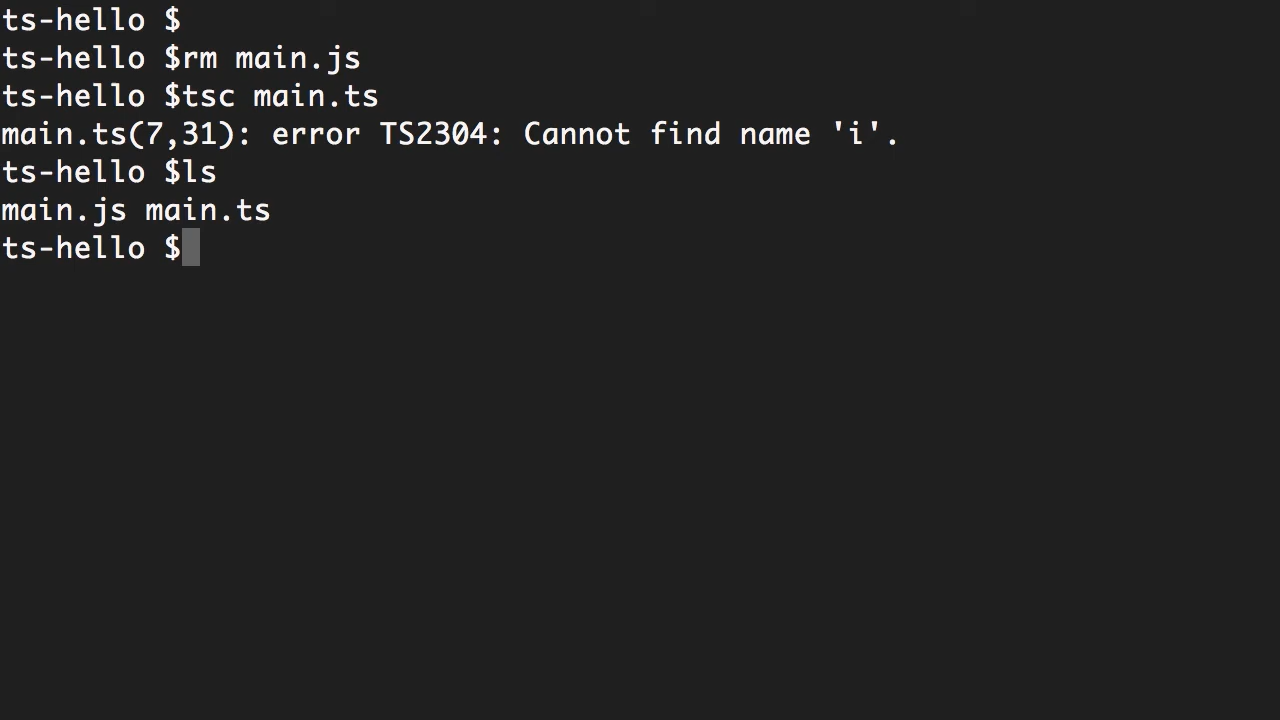 ts-hello $
ts-hello $rm main.js
ts-hello $tsc main.ts
main.ts(7,31): error TS2304: Cannot find name 'i'.
ts-hello $ls
main.js main.ts
ts-hello $